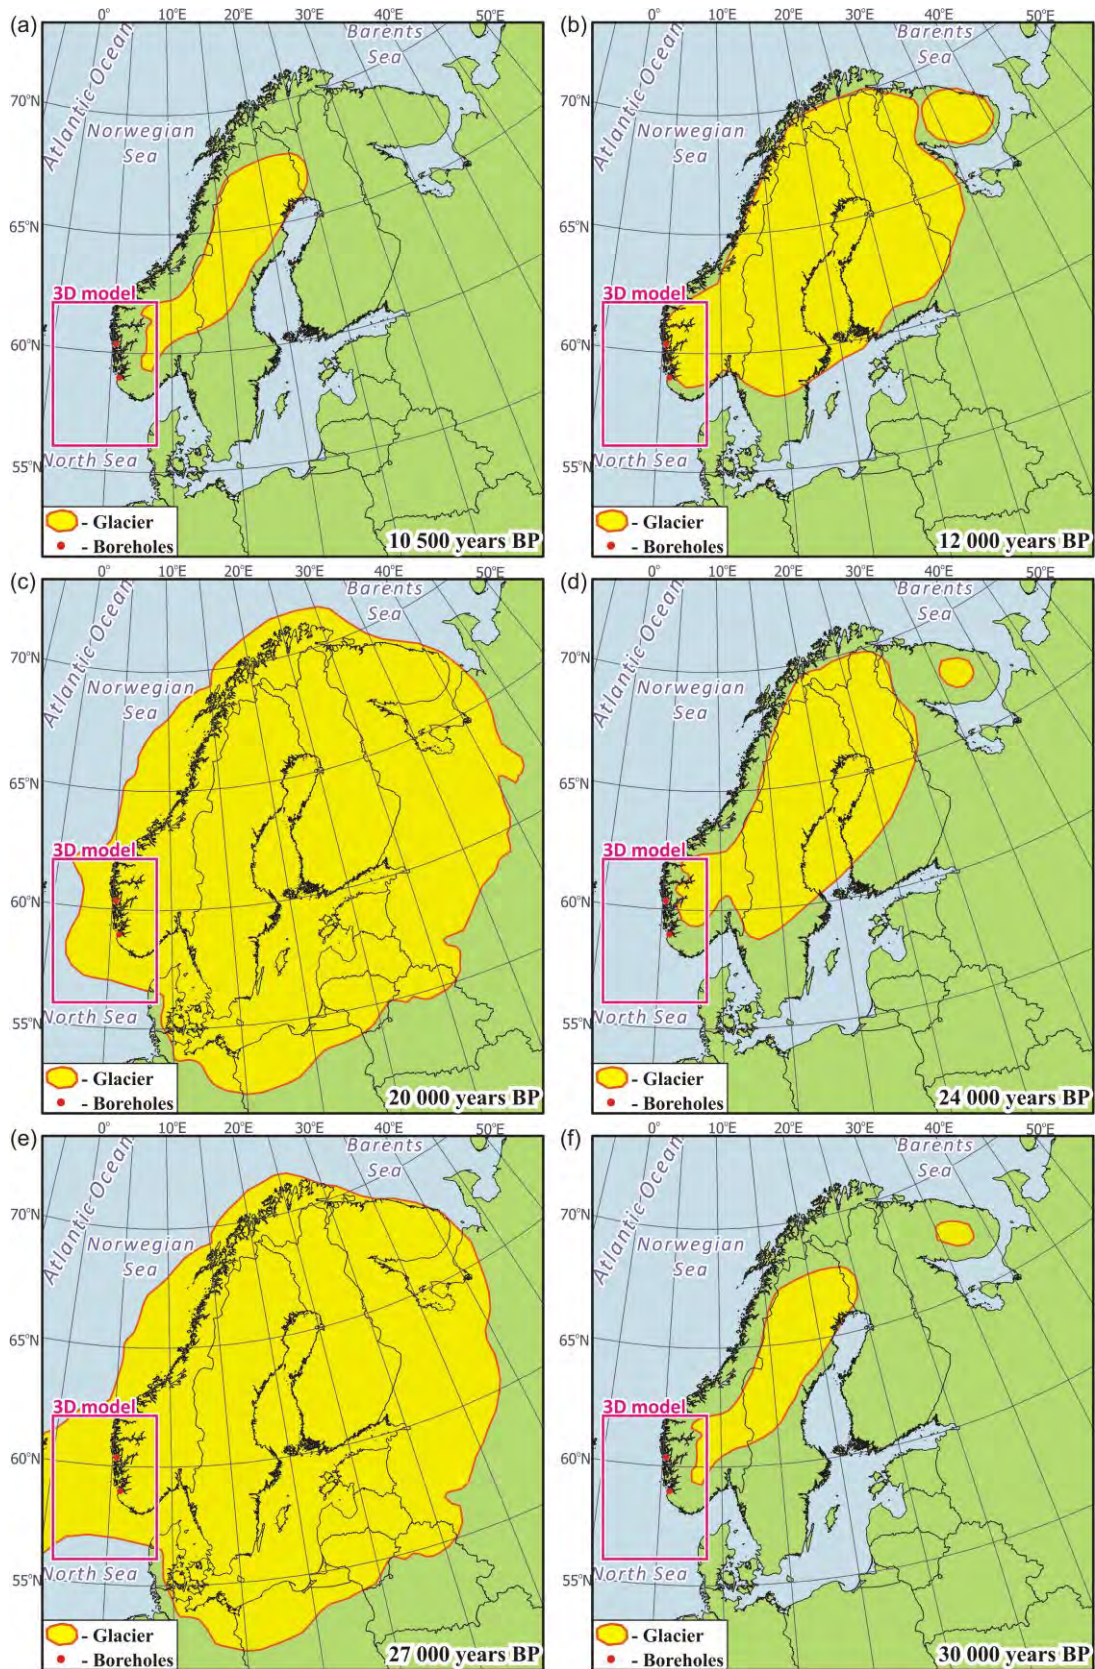 (a)
0° 10°E 20°E 30°E 40°E 50°E
Atlantic Ocean
Barents
Sea
70°N
Norwegian
Sea
65°N
3D model
60°N
North Sea
55°N
- Glacier
- Boreholes
10 500 years BP
(b)
0° 10°E 20°E 30°E 40°E 50°E
Atlantic Ocean
Barents
Sea
70°N
Norwegian
Sea
65°N
3D model
60°N
North Sea
55°N
- Glacier
- Boreholes
12 000 years BP
(c)
0° 10°E 20°E 30°E 40°E 50°E
Atlantic Ocean
Barents
Sea
70°N
Norwegian
Sea
65°N
3D model
60°N
North Sea
55°N
- Glacier
- Boreholes
20 000 years BP
(d)
0° 10°E 20°E 30°E 40°E 50°E
Atlantic Ocean
Barents
Sea
70°N
Norwegian
Sea
65°N
3D model
60°N
North Sea
55°N
- Glacier
- Boreholes
24 000 years BP
(e)
0° 10°E 20°E 30°E 40°E 50°E
Atlantic Ocean
Barents
Sea
70°N
Norwegian
Sea
65°N
3D model
60°N
North Sea
55°N
- Glacier
- Boreholes
27 000 years BP
(f)
0° 10°E 20°E 30°E 40°E 50°E
Atlantic Ocean
Barents
Sea
70°N
Norwegian
Sea
65°N
3D model
60°N
North Sea
55°N
- Glacier
- Boreholes
30 000 years BP